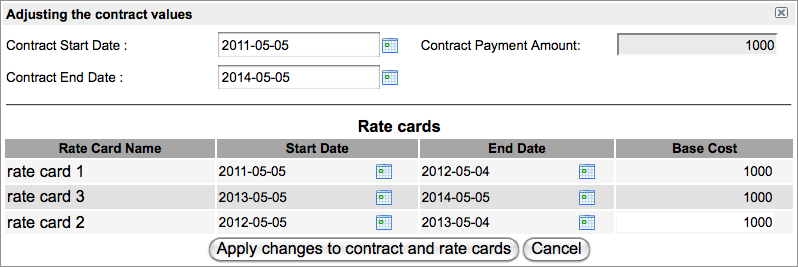 Adjusting the contract values
Contract Start Date : 2011-05-05 Contract Payment Amount: 1000
Contract End Date : 2014-05-05
Rate cards
Rate Card Name Start Date End Date Base Cost
rate card 1 2011-05-05 2012-05-04 1000
rate card 3 2013-05-05 2014-05-05 1000
rate card 2 2012-05-05 2013-05-04 1000
Apply changes to contract and rate cards Cancel